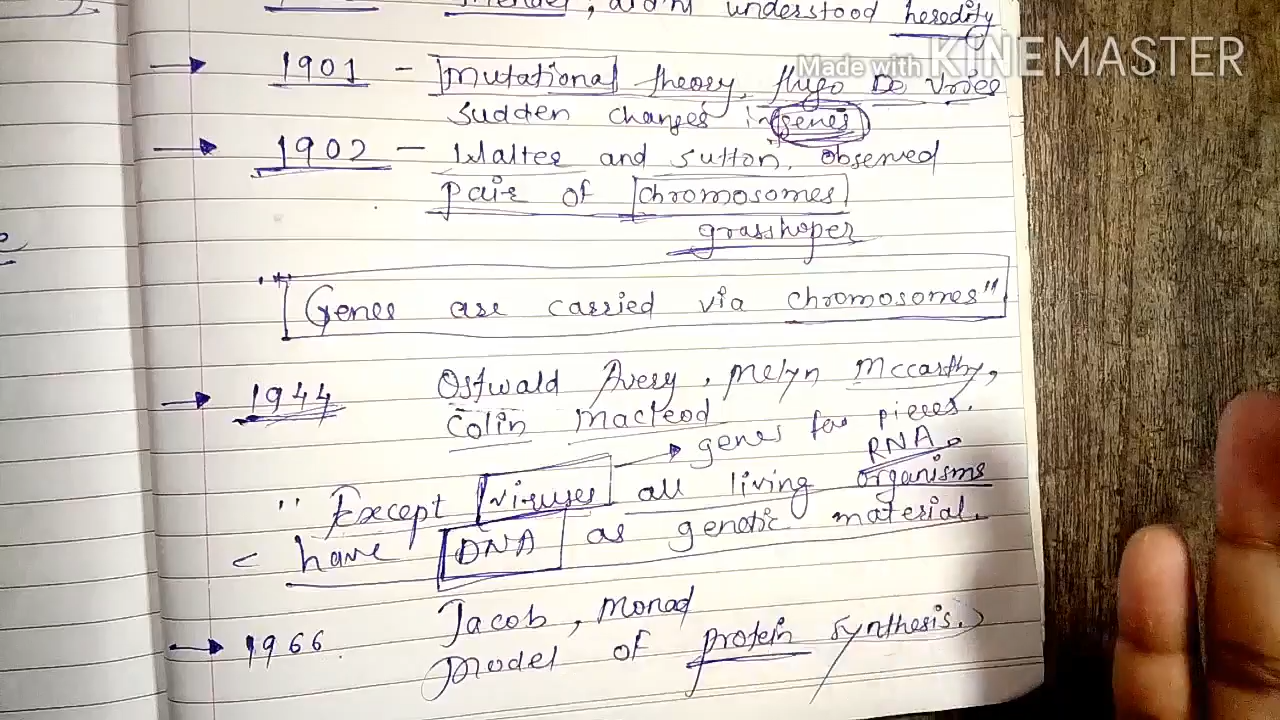 Mendel, didn't understood heredity
Made with KINEMASTER
→ 1901 - Mutational theory, Hugo De Vries
sudden changes in genes
→ 1902 - Walter and Sutton, observed
pair of chromosomes
grasshoper
Genes are carried via chromosomes"
→ 1944 Ostwald Avery, Melyn Mccarthy,
Colin Macleod
→ genes for pieces.
RNA
" Except viruses all living organisms
< have DNA as genetic material.
→ 1966. Jacob, Monad
Model of protein synthesis.